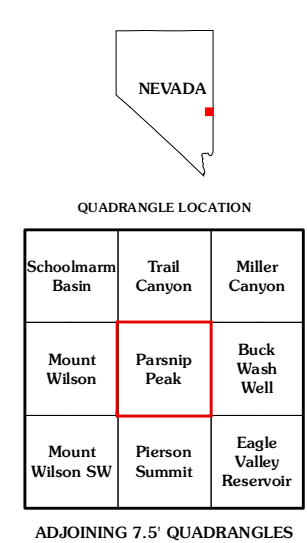 NEVADA
QUADRANGLE LOCATION
Schoolmarm
Basin
Trail
Canyon
Miller
Canyon
Mount
Wilson
Parsnip
Peak
Buck
Wash
Well
Mount
Wilson SW
Pierson
Summit
Eagle
Valley
Reservoir
ADJOINING 7.5' QUADRANGLES